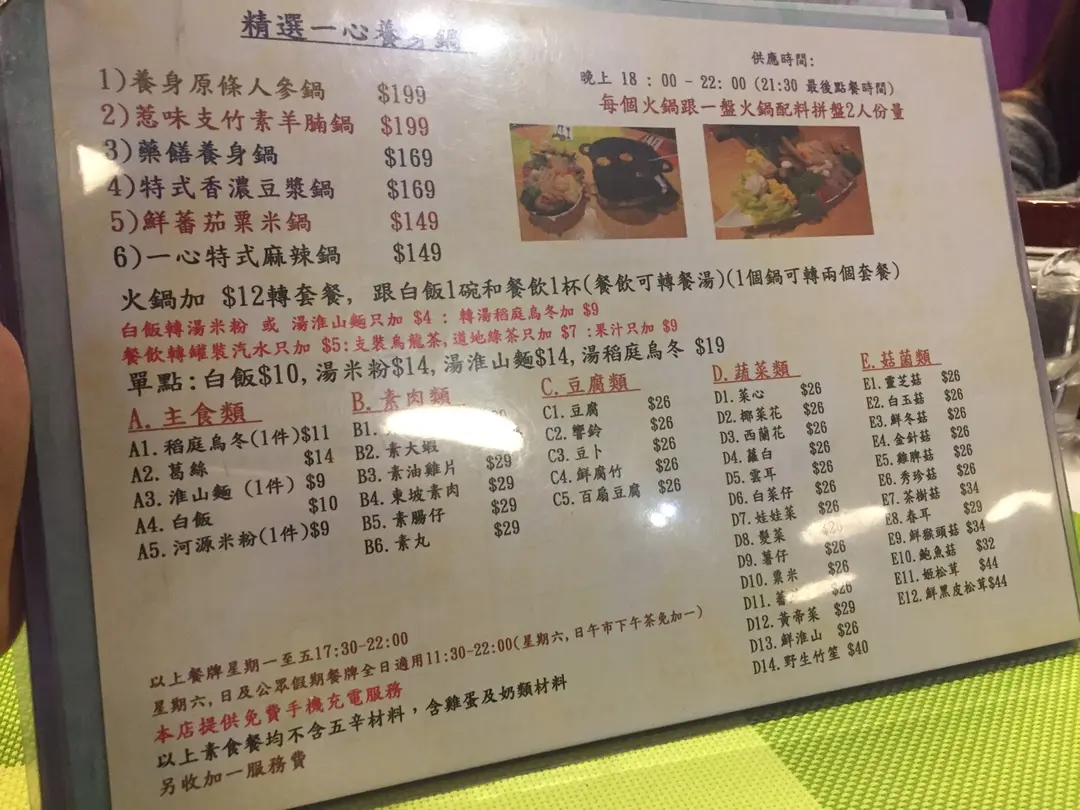 精選一心養身鍋
供應時間:
晚上 18 : 00 - 22: 00 (21:30 最後點餐時間)
每個火鍋跟一盤火鍋配料拼盤2人份量
1)養身原條人參鍋 $199
2)惹味支竹素羊腩鍋 $199
3)藥饍養身鍋 $169
4)特式香濃豆漿鍋 $169
5)鮮蕃茄粟米鍋 $149
6)一心特式麻辣鍋 $149
火鍋加 $12轉套餐, 跟白飯1碗和餐飲1杯(餐飲可轉餐湯)(1個鍋可轉兩個套餐)
白飯轉湯米粉 或 湯淮山麵只加 $4 : 轉湯稻庭烏冬加 $9
餐飲轉罐裝汽水只加 $5:支裝烏龍茶,道地綠茶只加 $7 :果汁只加 $9
單點:白飯$10, 湯米粉$14, 湯淮山麵$14, 湯稻庭烏冬 $19
A. 主食類
A1. 稻庭烏冬(1件)$11
A2. 葛絲 $14
A3. 淮山麵 (1件) $9
A4. 白飯 $10
A5. 河源米粉(1件)$9
B. 素肉類
B1.
B2. 素大蝦
B3. 素油雞片 $29
B4. 東坡素肉 $29
B5. 素腸仔 $29
B6. 素丸 $29
C. 豆腐類
C1. 豆腐 $26
C2. 響鈴 $26
C3. 豆卜 $26
C4. 鮮腐竹 $26
C5. 百扇豆腐 $26
D. 蔬菜類
D1. 菜心 $26
D2. 椰菜花 $26
D3. 西蘭花 $26
D4. 蘿白 $26
D5. 雲耳 $26
D6. 白菜仔 $26
D7. 娃娃菜 $26
D8. 髮菜 $26
D9. 薯仔 $26
D10. 粟米 $26
D11. 蕃 $26
D12. 黃帝菜 $29
D13. 鮮淮山 $26
D14. 野生竹笙 $40
E. 菇菌類
E1. 靈芝菇 $26
E2. 白玉菇 $26
E3. 鮮冬菇 $26
E4. 金針菇 $26
E5. 雞脾菇 $26
E6. 秀珍菇 $26
E7. 茶樹菇 $34
E8. 春耳 $29
E9. 鮮猴頭菇 $34
E10. 鮑魚菇 $32
E11. 姬松茸 $44
E12. 鮮黑皮松茸$44
以上餐牌星期一至五17:30-22:00
星期六,日及公眾假期餐牌全日適用11:30-22:00(星期六,日午市下午茶免加一)
本店提供免費手機充電服務
以上素食餐均不含五辛材料，含雞蛋及奶類材料
另收加一服務費